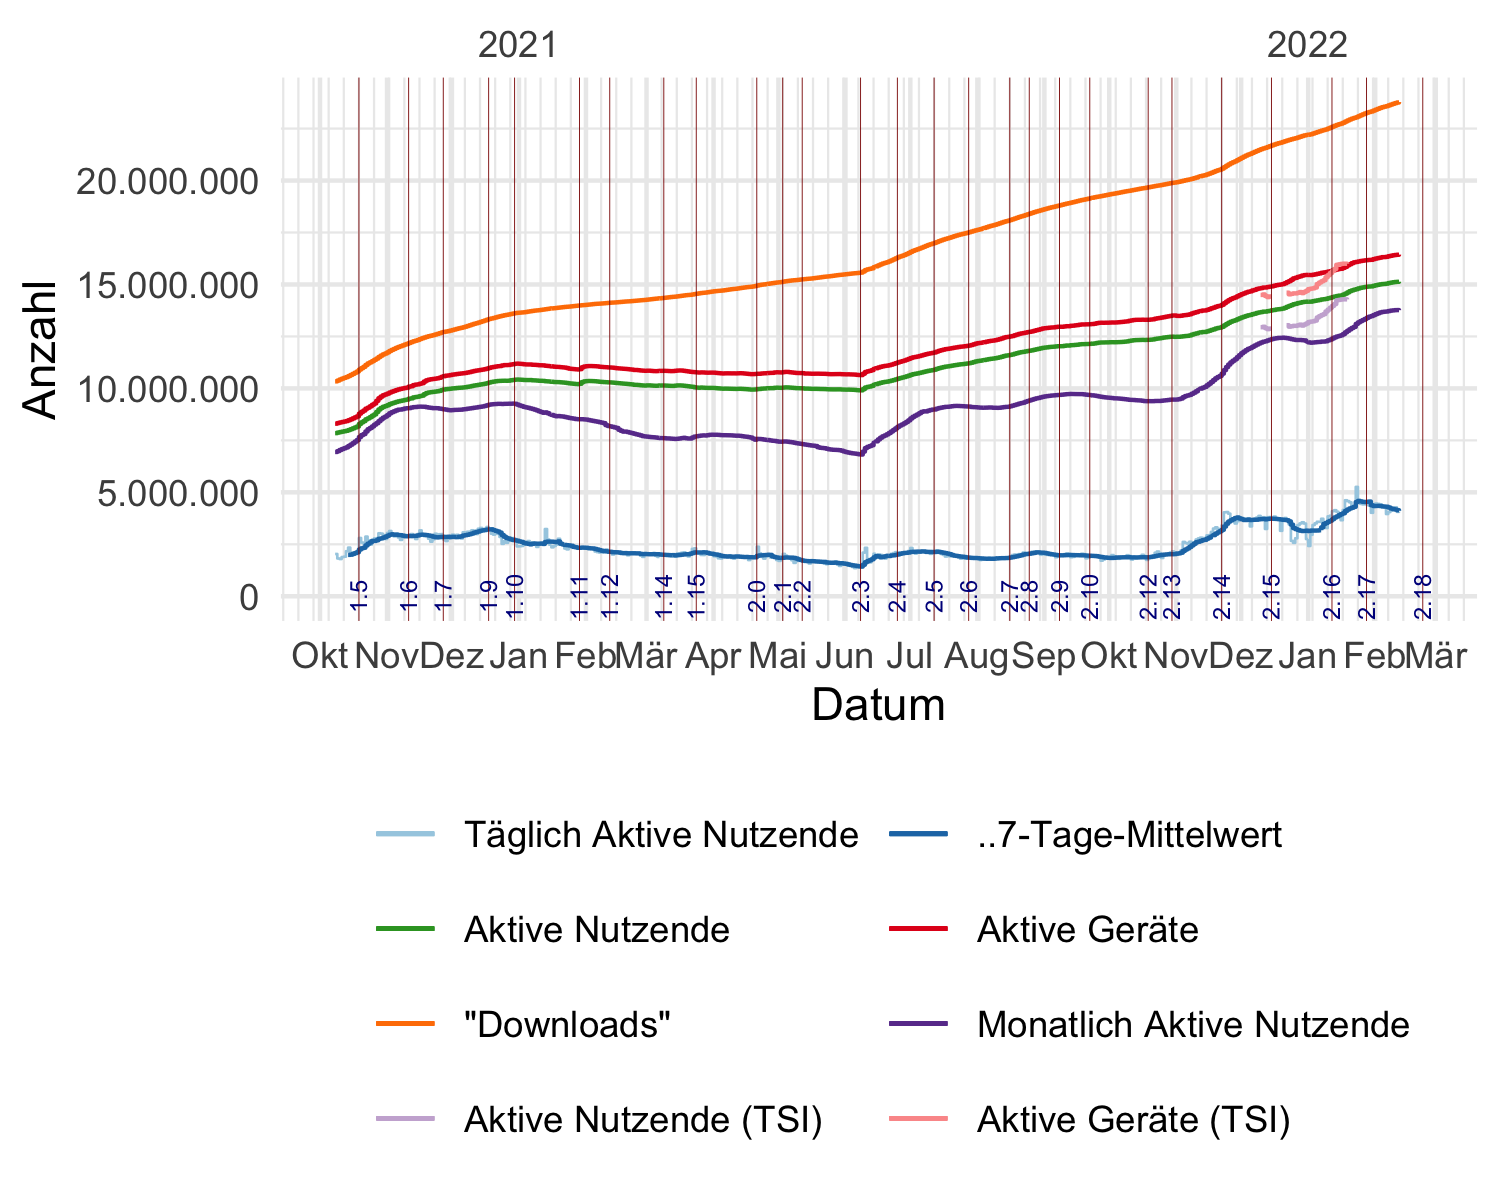 2021 2022
Anzahl
20.000.000
15.000.000
10.000.000
5.000.000
0
1.5 1.6 1.7 1.9 1.10 1.11 1.12 1.14 1.15 2.0 2.1 2.2 2.3 2.4 2.5 2.6 2.7 2.8 2.9 2.10 2.12 2.13 2.14 2.15 2.16 2.17 2.18
Okt Nov Dez Jan Feb Mär Apr Mai Jun Jul Aug Sep Okt Nov Dez Jan Feb Mär
Datum
Täglich Aktive Nutzende ..7-Tage-Mittelwert
Aktive Nutzende Aktive Geräte
"Downloads" Monatlich Aktive Nutzende
Aktive Nutzende (TSI) Aktive Geräte (TSI)